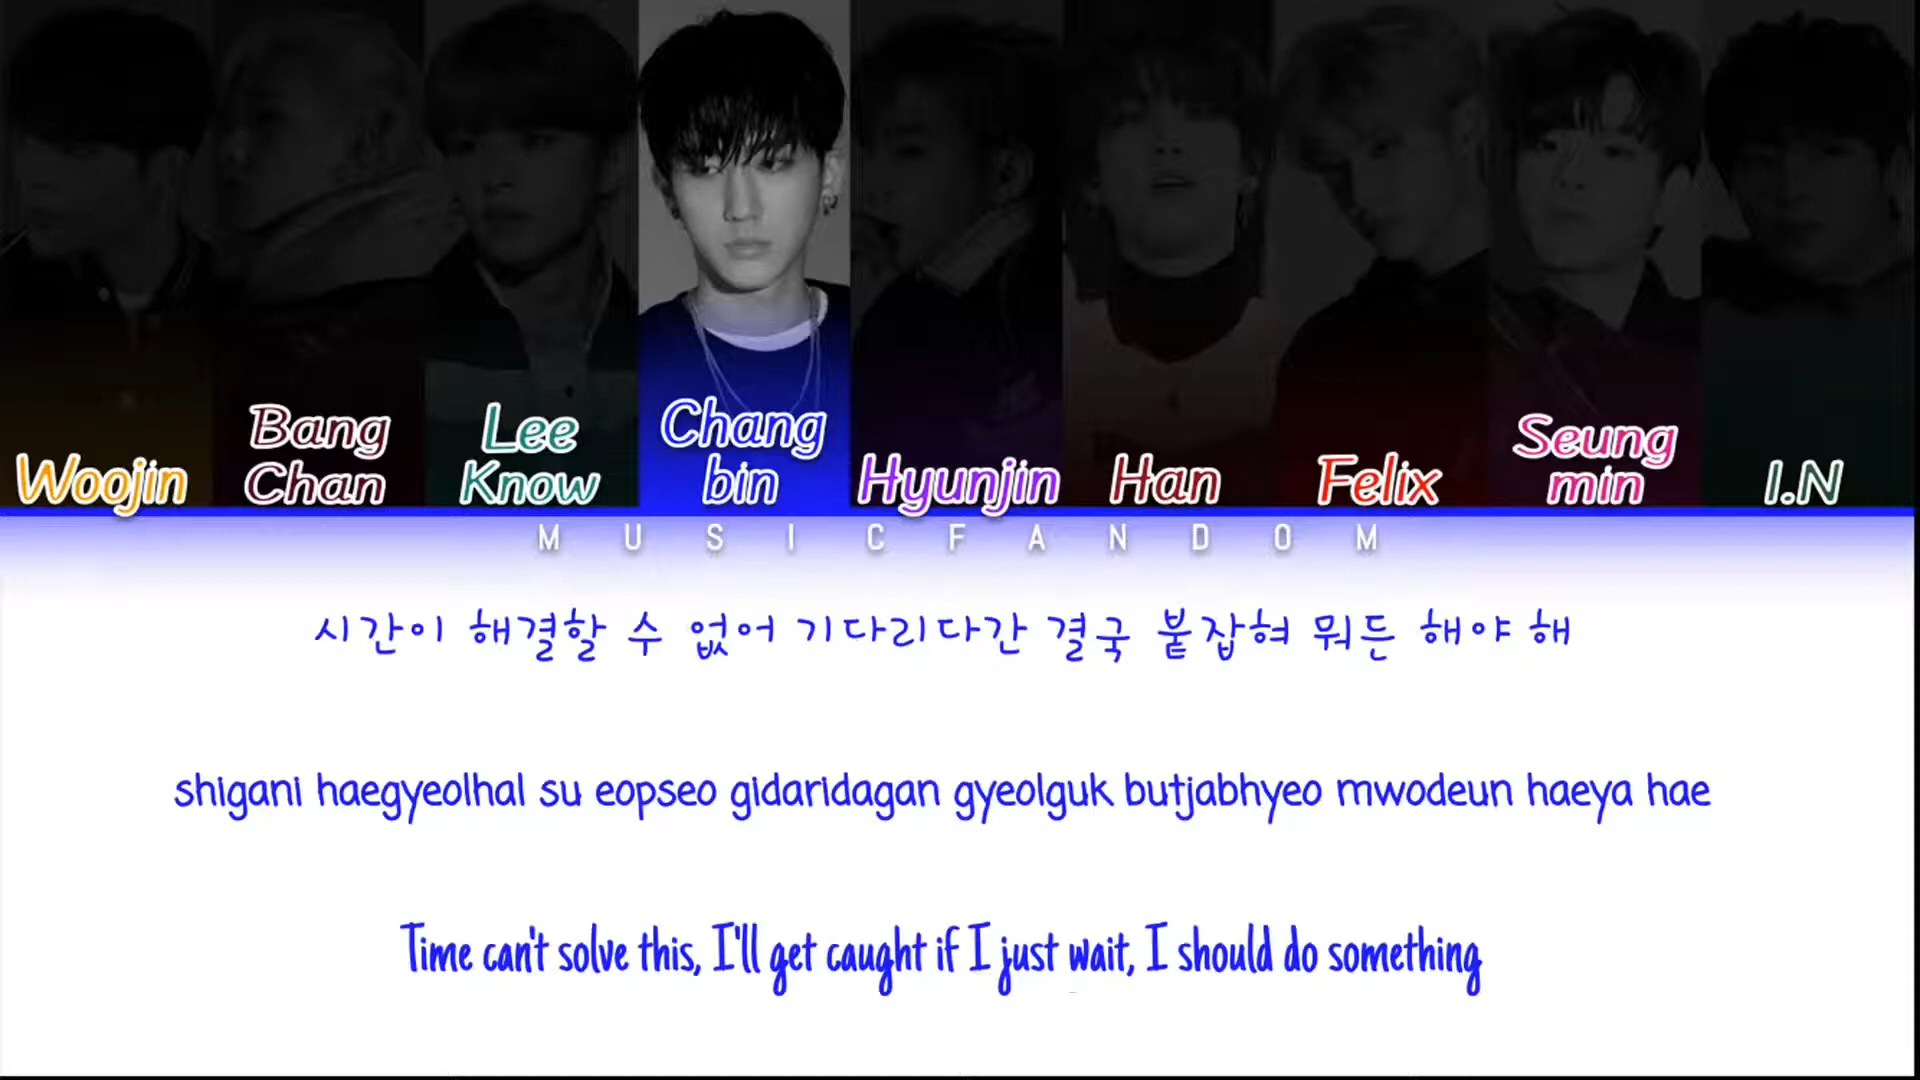 Woojin
Bang
Chan
Lee
Know
Chang
bin
Hyunjin
Han
Felix
Seung
min
I.N
MUSICFANDOM
시간이 해결할 수 없어 기다리다간 결국 붙잡혀 뭐든 해야 해
shigani haegyeolhal su eopseo gidaridagan gyeolguk butjabhyeo mwodeun haeya hae
Time can't solve this, I'll get caught if I just wait, I should do something